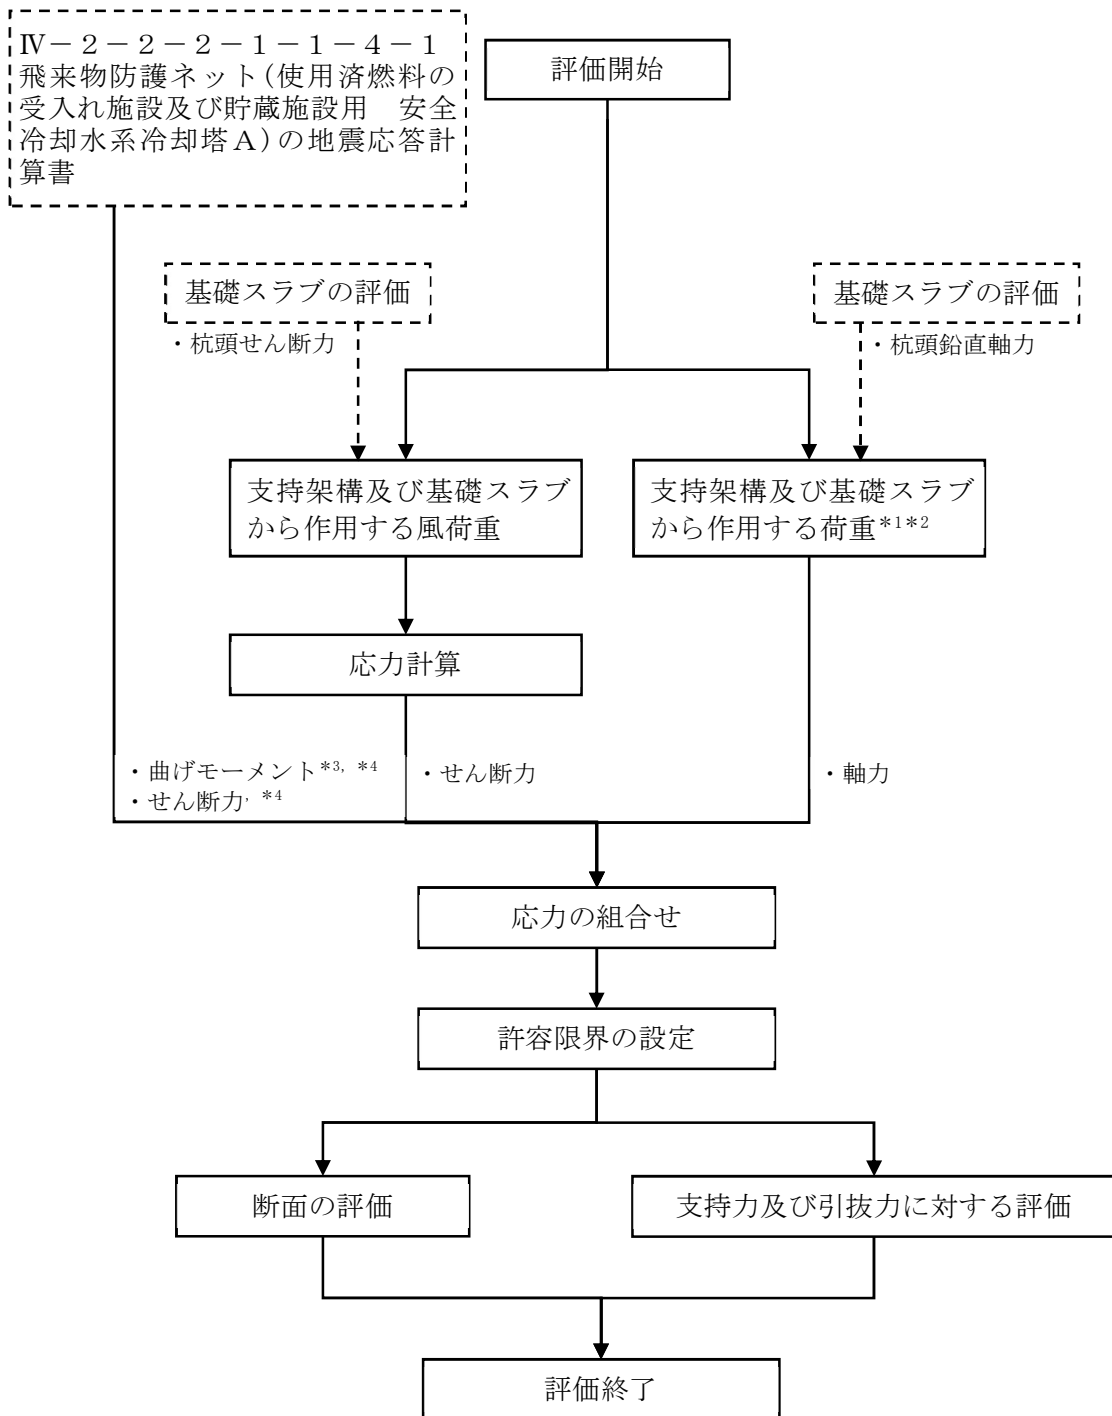 Ⅳ－２－２－２－１－１－４－１
飛来物防護ネット(使用済燃料の
受入れ施設及び貯蔵施設用　安全
冷却水系冷却塔Ａ)の地震応答計
算書
評価開始
基礎スラブの評価
・杭頭せん断力
基礎スラブの評価
・杭頭鉛直軸力
支持架構及び基礎スラブ
から作用する風荷重
支持架構及び基礎スラブ
から作用する荷重*1*2
応力計算
・曲げモーメント*3, *4
・せん断力, *4
・せん断力
・軸力
応力の組合せ
許容限界の設定
断面の評価
支持力及び引抜力に対する評価
評価終了